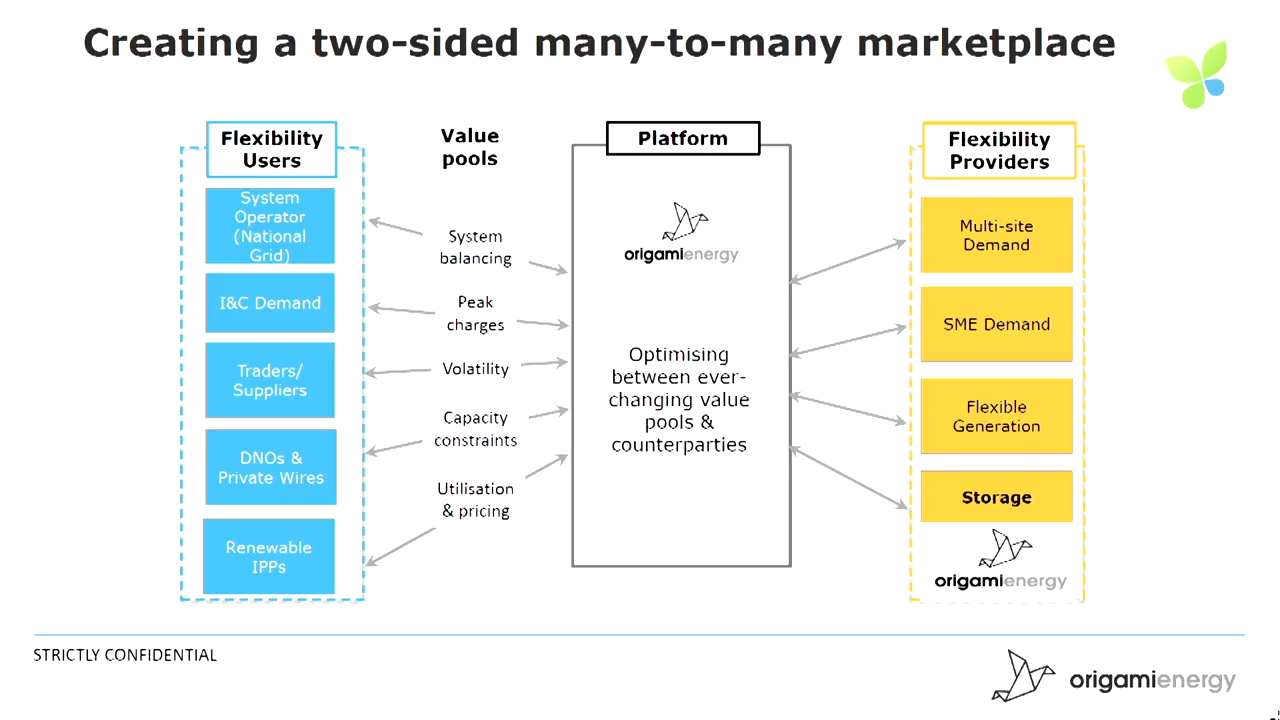 Creating a two-sided many-to-many marketplace
Flexibility
Users
System
Operator
(National
Grid)
I&C Demand
Traders/
Suppliers
DNOs &
Private Wires
Renewable
IPPs
Value
pools
System
balancing
Peak
charges
Volatility
Capacity
constraints
Utilisation
& pricing
Platform
origamienergy
Optimising
between ever-
changing value
pools &
counterparties
Flexibility
Providers
Multi-site
Demand
SME Demand
Flexible
Generation
Storage
origamienergy
STRICTLY CONFIDENTIAL
origamienergy